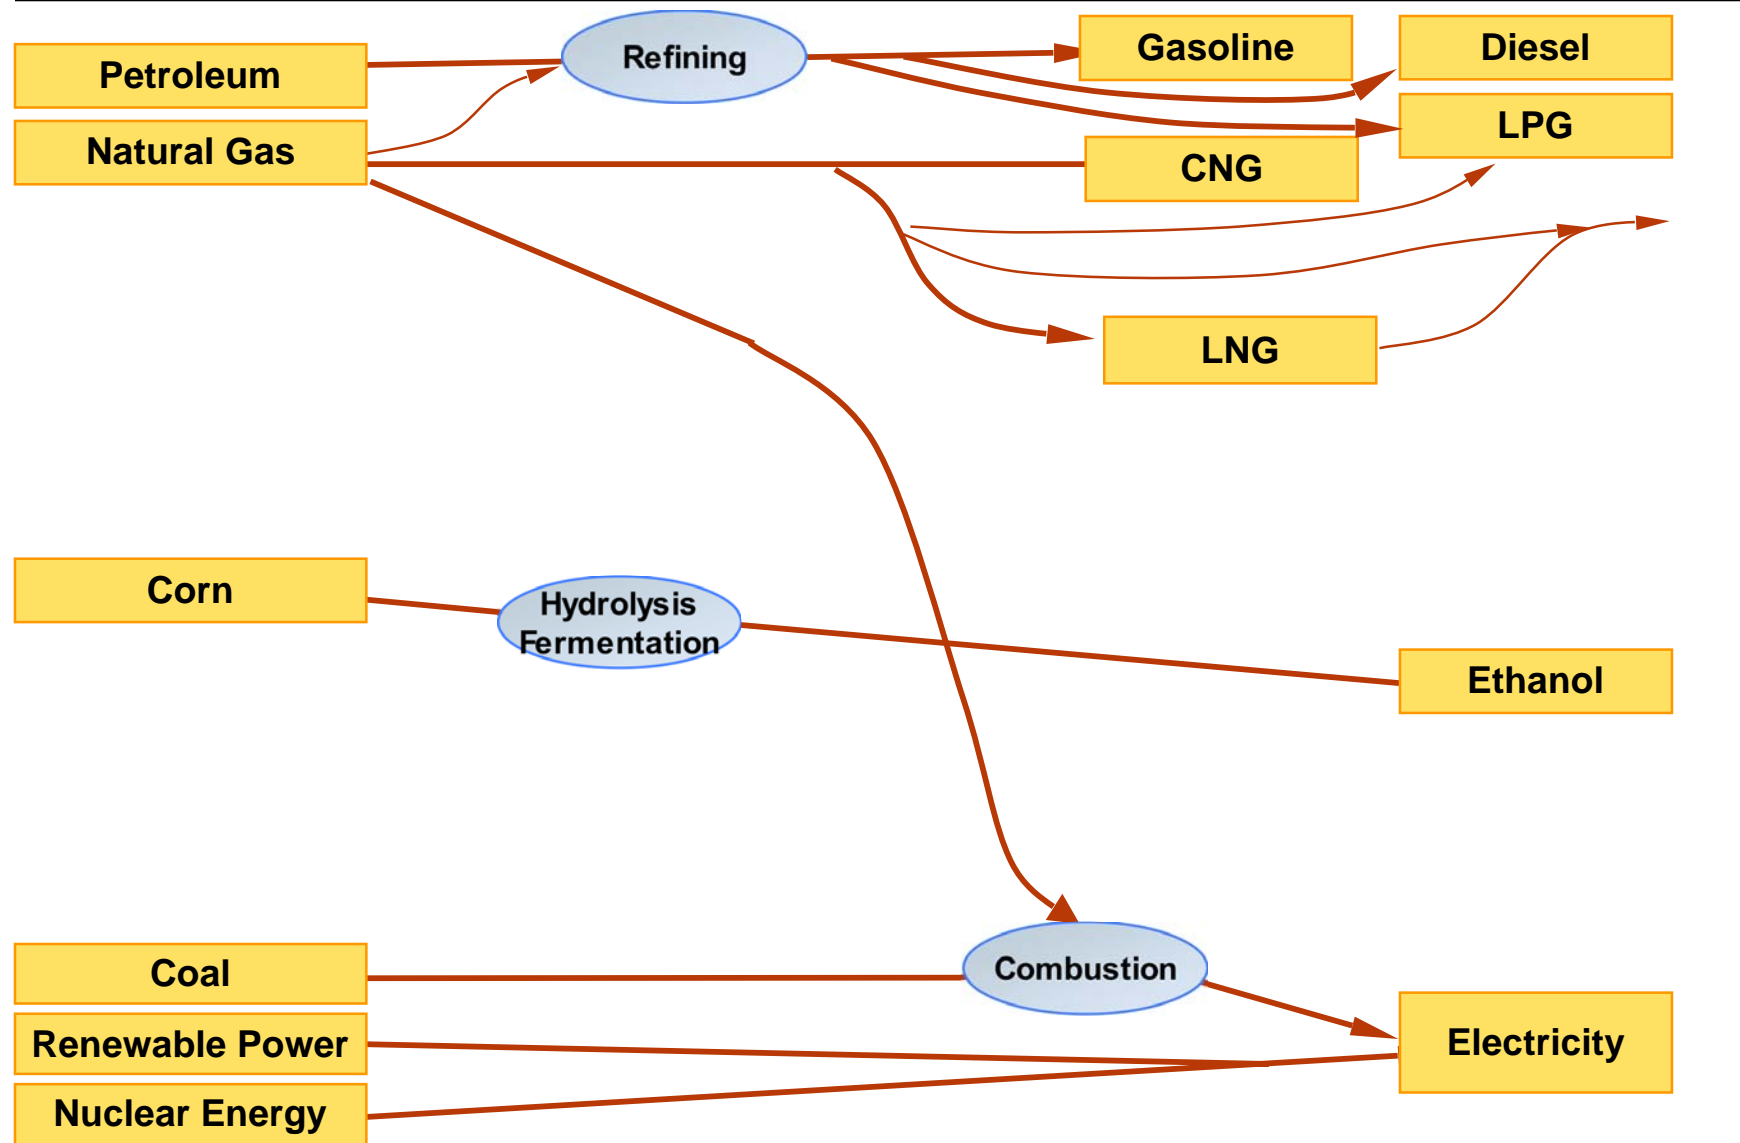 Petroleum
Refining
Gasoline
Diesel
Natural Gas
LPG
CNG
LNG
Corn
Hydrolysis
Fermentation
Ethanol
Coal
Combustion
Renewable Power
Electricity
Nuclear Energy